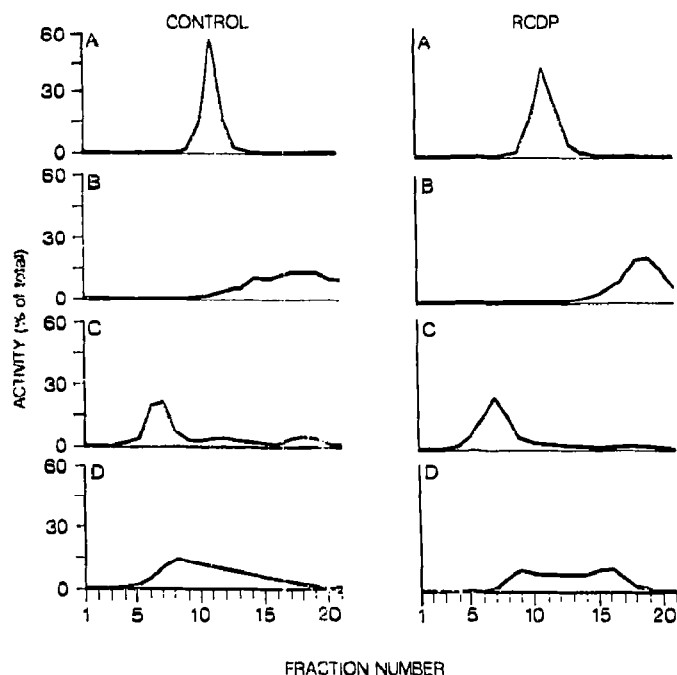 CONTROL RCDP
A A
60
30
0
B B
60
30
0
C C
60
30
0
D D
60
30
0
1 5 10 15 20 1 5 10 15 20
ACTIVITY (% of total)
FRACTION NUMBER